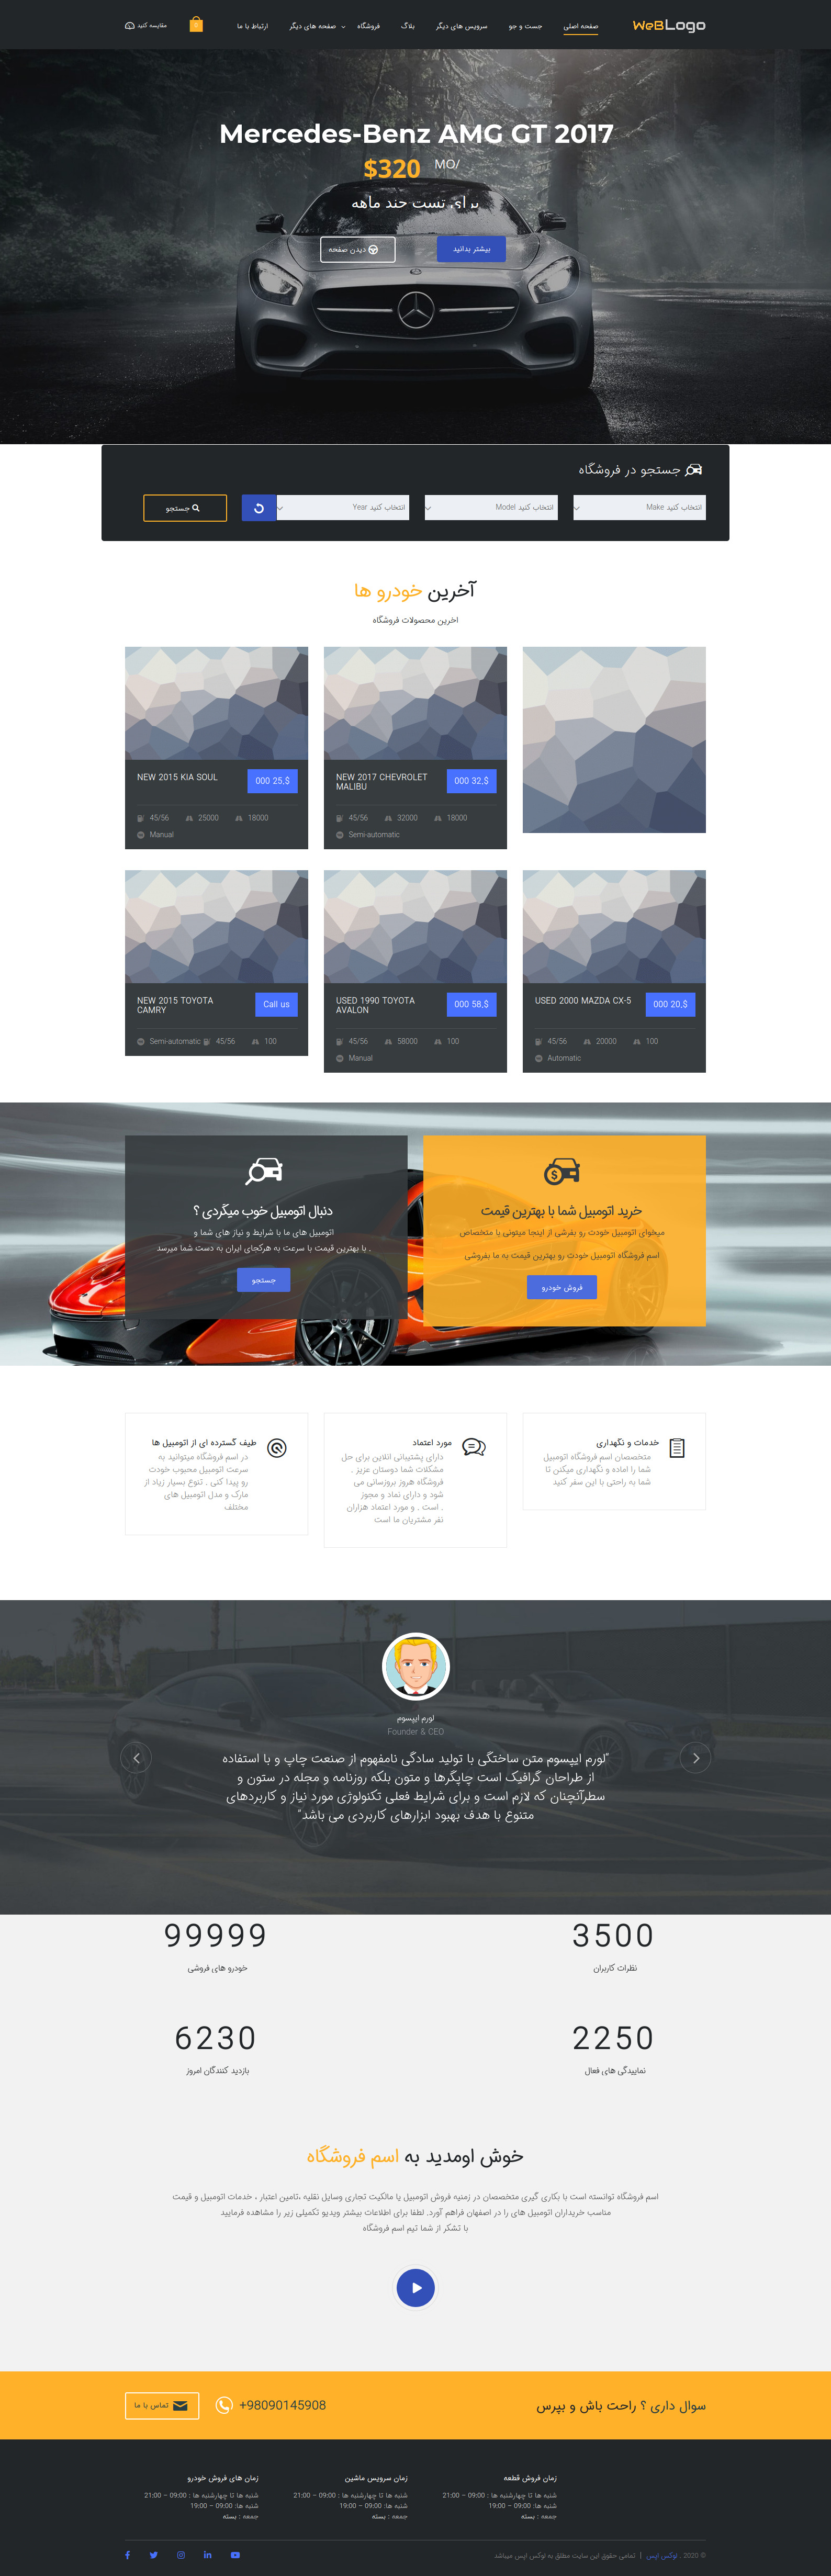 WeBLogo
صفحه اصلی
جست و جو
سرویس های دیگر
بلاگ
فروشگاه
صفحه های دیگر
ارتباط با ما
مقایسه کنید
Mercedes-Benz AMG GT 2017
$320 MO/
برای تست چند ماهه
بیشتر بدانید
دیدن صفحه
جستجو در فروشگاه
انتخاب کنید Make
انتخاب کنید Model
انتخاب کنید Year
جستجو
آخرین خودرو ها
اخرین محصولات فروشگاه
NEW 2015 KIA SOUL
000 25,$
45/56 25000 18000
Manual
NEW 2017 CHEVROLET
MALIBU
000 32,$
45/56 32000 18000
Semi-automatic
NEW 2015 TOYOTA
CAMRY
Call us
Semi-automatic 45/56 100
USED 1990 TOYOTA
AVALON
000 58,$
45/56 58000 100
Manual
USED 2000 MAZDA CX-5
000 20,$
45/56 20000 100
Automatic
خرید اتومبیل شما با بهترین قیمت
میخوای اتومبیل خودت رو بفرشی از اینجا میتونی با متخصاص
اسم فروشگاه اتومبیل خودت رو بهترین قیمت به ما بفروشی
فروش خودرو
دنبال اتومبیل خوب میگردی ؟
اتومبیل های ما با شرایط و نیاز های شما و
با بهترین قیمت با سرعت به هرکجای ایران به دست شما میرسد .
جستجو
خدمات و نگهداری
متخصصان اسم فروشگاه اتومبیل
شما را اماده و نگهداری میکنن تا
شما به راحتی با این سفر کنید
مورد اعتماد
دارای پشتیبانی انلاین برای حل
مشکلات شما دوستان عزیز .
فروشگاه هروز بروزسانی می
شود و دارای نماد و مجوز
است . و مورد اعتماد هزاران .
نفر مشتریان ما است
طیف گسترده ای از اتومبیل ها
در اسم فروشگاه میتوانید به
سرعت اتومبیل محبوب خودت
رو پیدا کنی . تنوع بسیار زیاد از
مارک و مدل اتومبیل های
مختلف
لورم ایپسوم
Founder & CEO
"لورم ایپسوم متن ساختگی با تولید سادگی نامفهوم از صنعت چاپ و با استفاده
از طراحان گرافیک است چاپگرها و متون بلکه روزنامه و مجله در ستون و
سطرآنچنان که لازم است و برای شرایط فعلی تکنولوژی مورد نیاز و کاربردهای
متنوع با هدف بهبود ابزارهای کاربردی می باشد"
3500
نظرات کاربران
99999
خودرو های فروشی
2250
نماییدگی های فعال
6230
بازدید کنندگان امروز
خوش اومدید به اسم فروشگاه
اسم فروشگاه توانسته است با بکاری گیری متخصصان در زمنیه فروش اتومبیل یا مالکیت تجاری وسایل نقلیه ،تامین اعتبار ، خدمات اتومبیل و قیمت
مناسب خریداران اتومبیل های را در اصفهان فراهم آورد. لطفا برای اطلاعات بیشتر ویدیو تکمیلی زیر را مشاهده فرمایید
با تشکر از شما تیم اسم فروشگاه
سوال داری ؟ راحت باش و بپرس
+98090145908
تماس با ما
زمان فروش قطعه
شنبه ها تا چهارشنبه ها : 09:00 – 21:00
شنبه ها: 09:00 – 19:00
جمعه : بسته
زمان سرویس ماشین
شنبه ها تا چهارشنبه ها : 09:00 – 21:00
شنبه ها: 09:00 – 19:00
جمعه : بسته
زمان های فروش خودرو
شنبه ها تا چهارشنبه ها : 09:00 – 21:00
شنبه ها: 09:00 – 19:00
جمعه : بسته
© 2020 . لوکس اپس | تمامی حقوق این سایت مطلق به لوکس اپس میباشد